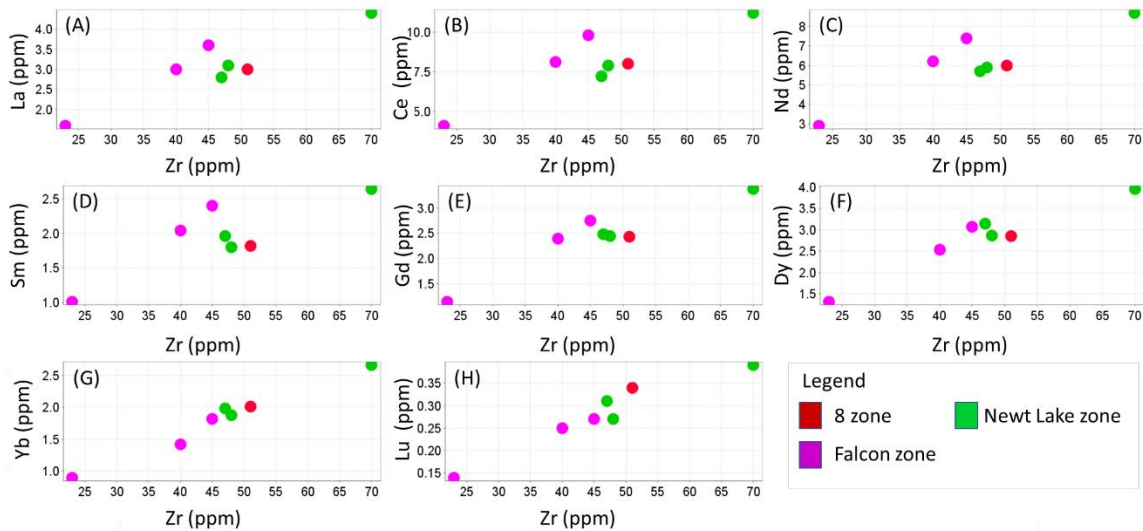 (A)
La (ppm)
4.0
3.5
3.0
2.5
2.0
25 30 35 40 45 50 55 60 65 70
Zr (ppm)
(B)
Ce (ppm)
10.0
7.5
5.0
25 30 35 40 45 50 55 60 65 70
Zr (ppm)
(C)
Nd (ppm)
8
7
6
5
4
3
25 30 35 40 45 50 55 60 65 70
Zr (ppm)
(D)
Sm (ppm)
2.5
2.0
1.5
1.0
25 30 35 40 45 50 55 60 65 70
Zr (ppm)
(E)
Gd (ppm)
3.0
2.5
2.0
1.5
25 30 35 40 45 50 55 60 65 70
Zr (ppm)
(F)
Dy (ppm)
4.0
3.5
3.0
2.5
2.0
1.5
25 30 35 40 45 50 55 60 65 70
Zr (ppm)
(G)
Yb (ppm)
2.5
2.0
1.5
1.0
25 30 35 40 45 50 55 60 65 70
Zr (ppm)
(H)
Lu (ppm)
0.35
0.30
0.25
0.20
0.15
25 30 35 40 45 50 55 60 65 70
Zr (ppm)
Legend
8 zone
Newt Lake zone
Falcon zone